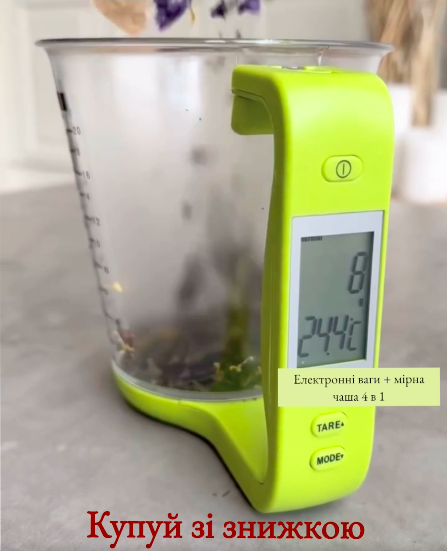 8
24.4°C
Електронні ваги + мірна
чаша 4 в 1
TARE
MODE
Купуй зі знижкою